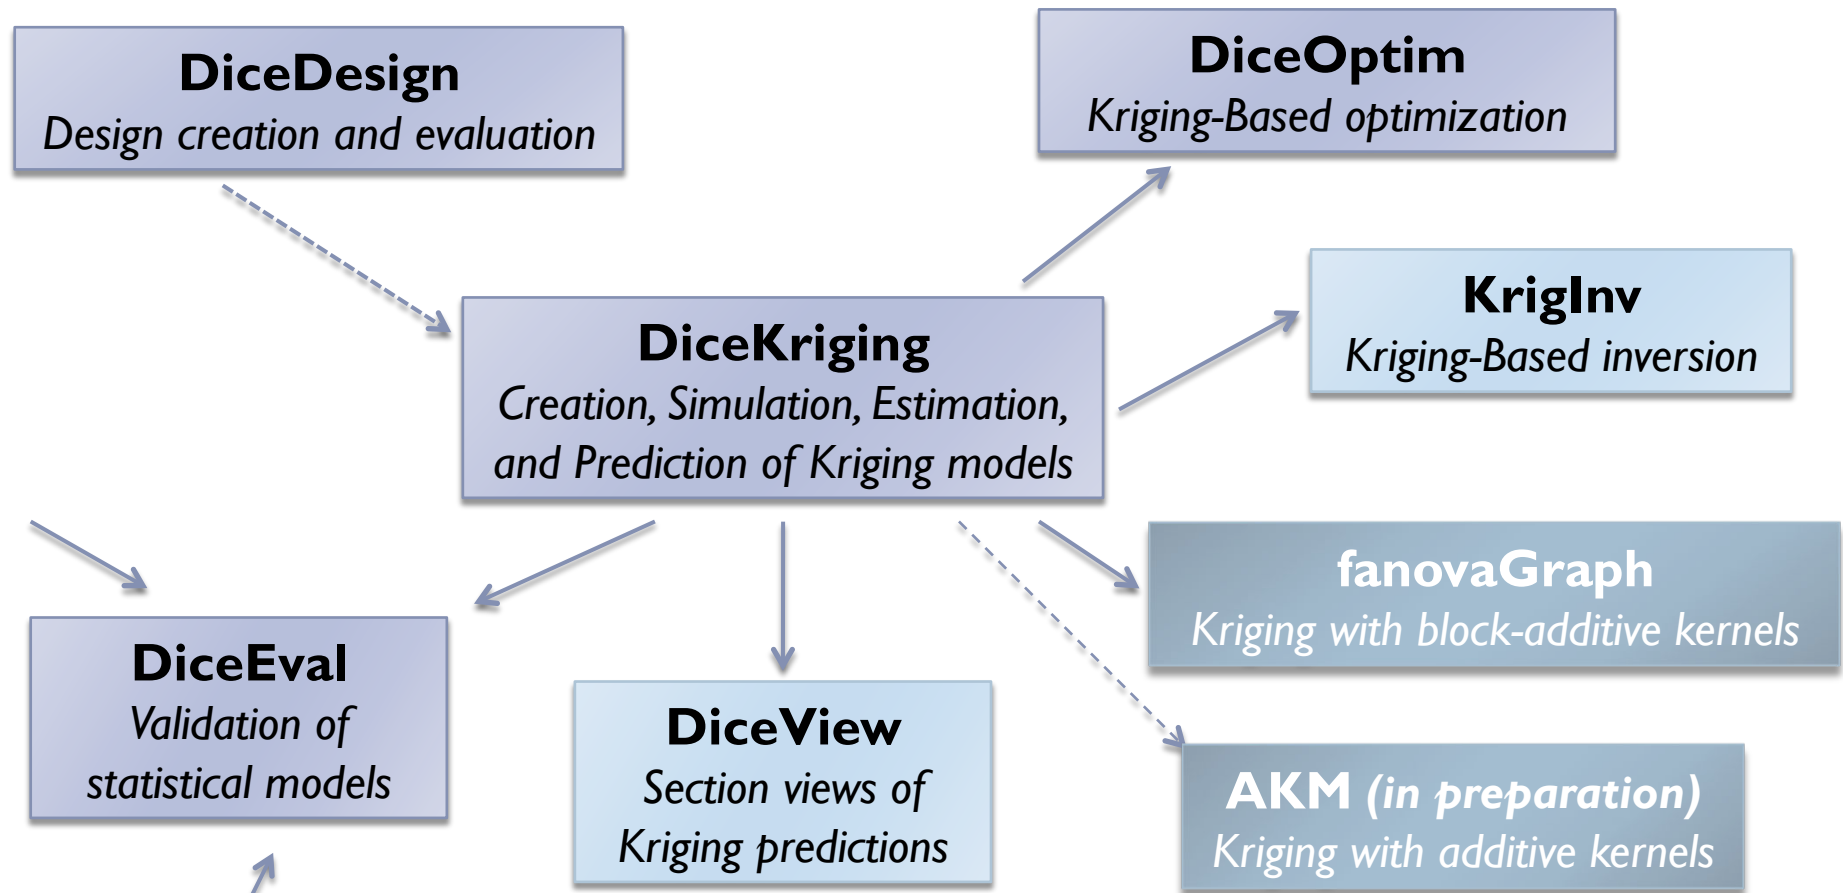 DiceDesign
Design creation and evaluation
DiceOptim
Kriging-Based optimization
KrigInv
Kriging-Based inversion
DiceKriging
Creation, Simulation, Estimation,
and Prediction of Kriging models
fanovaGraph
Kriging with block-additive kernels
DiceEval
Validation of
statistical models
DiceView
Section views of
Kriging predictions
AKM (in preparation)
Kriging with additive kernels